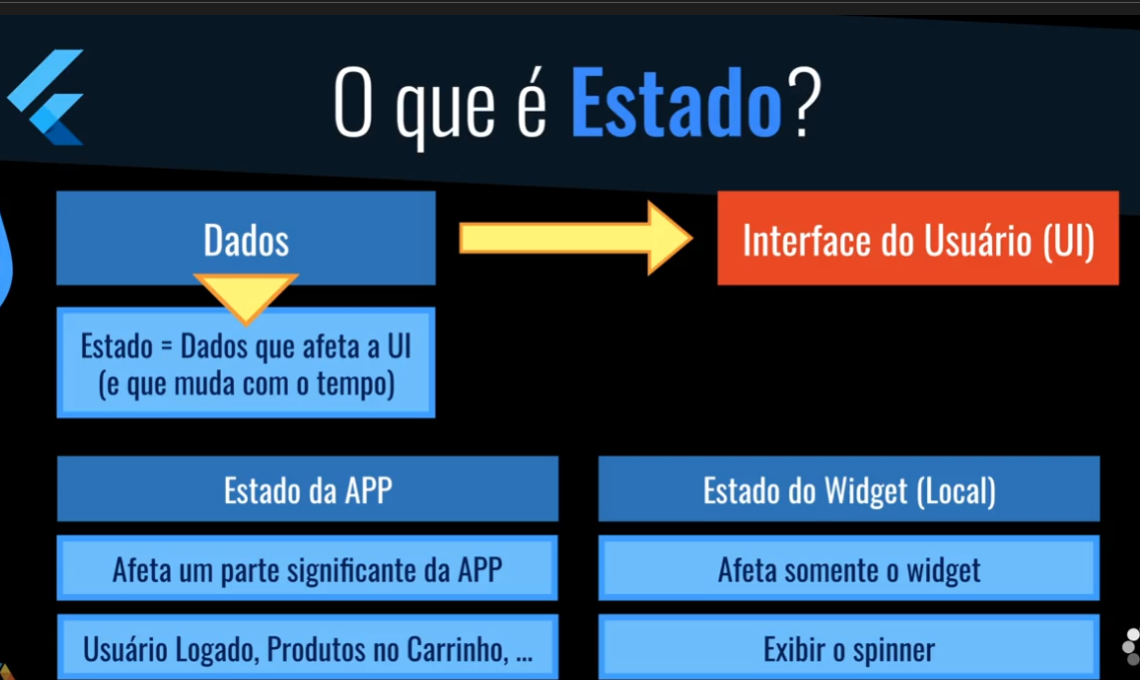 O que é Estado?
Dados
Interface do Usuário (UI)
Estado = Dados que afeta a UI
(e que muda com o tempo)
Estado da APP
Estado do Widget (Local)
Afeta um parte significante da APP
Afeta somente o widget
Usuário Logado, Produtos no Carrinho, ...
Exibir o spinner